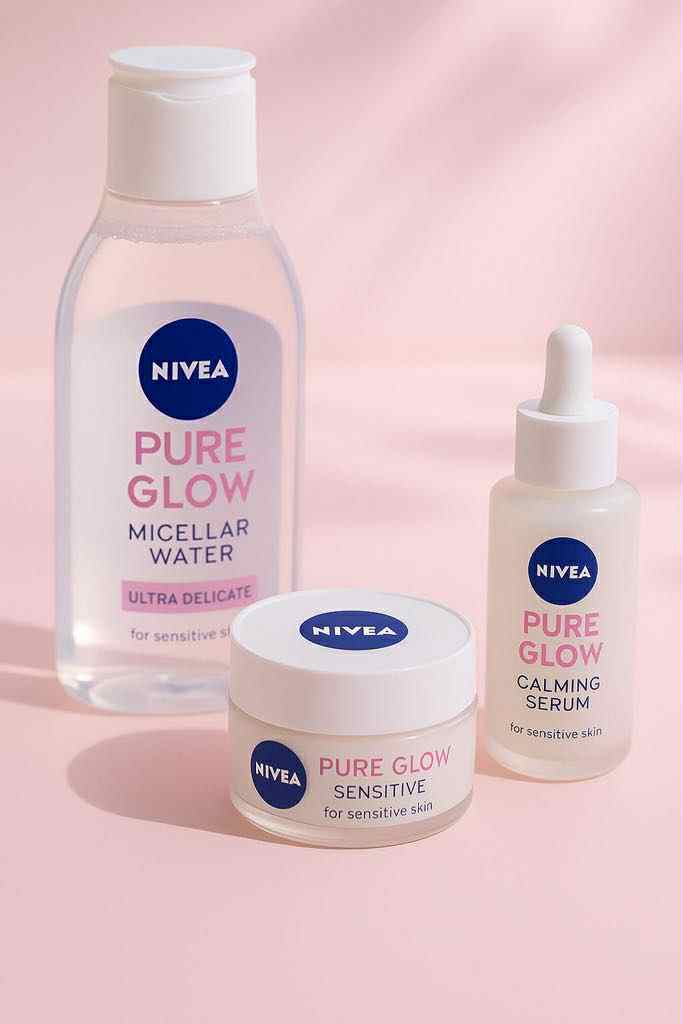 NIVEA
PURE
GLOW
MICELLAR
WATER
ULTRA DELICATE
for sensitive
NIVEA
NIVEA
PURE GLOW
SENSITIVE
for sensitive skin
NIVEA
PURE
GLOW
CALMING
SERUM
for sensitive skin